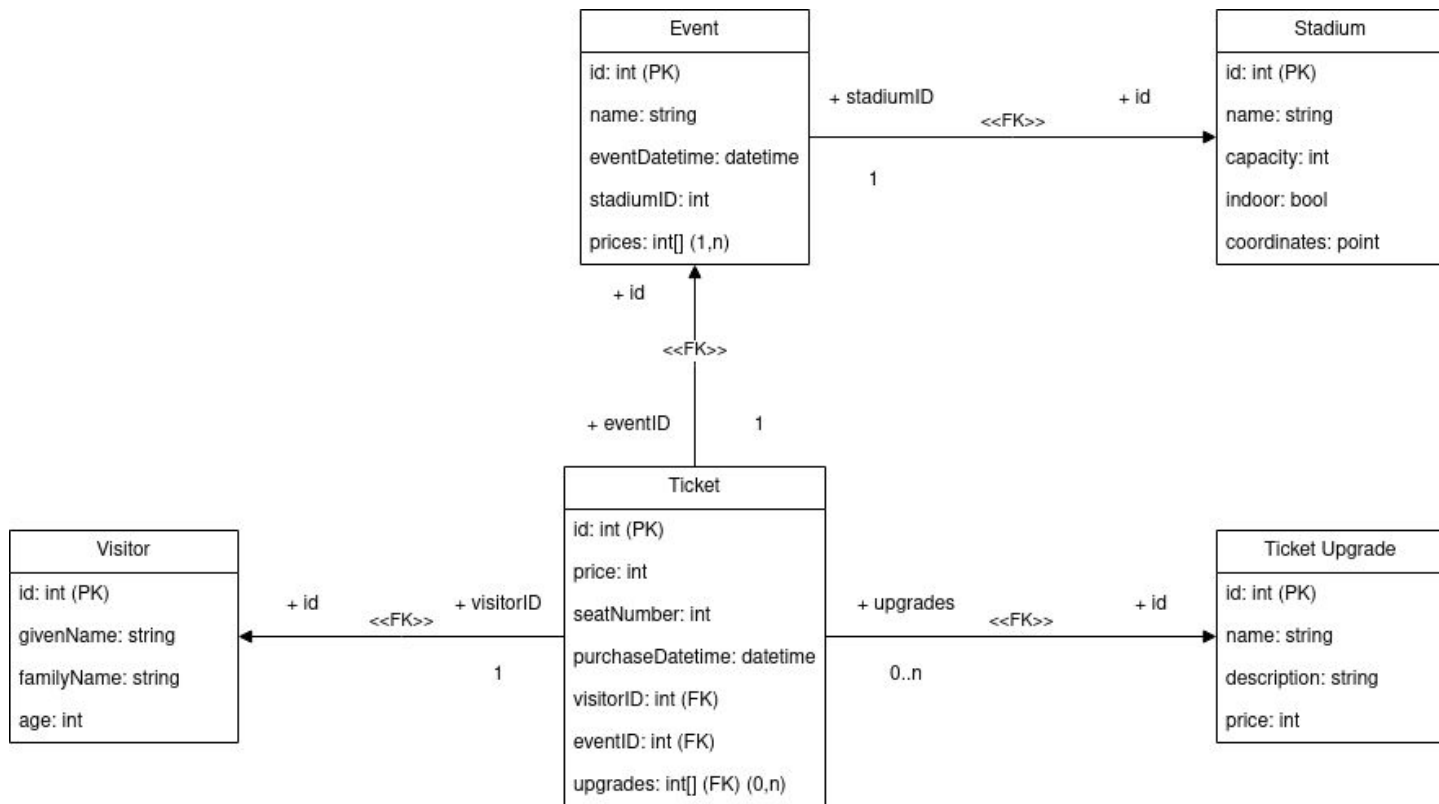 Event
id: int (PK)
name: string
eventDatetime: datetime
stadiumID: int
prices: int[] (1,n)
+ stadiumID
<<FK>>
+ id
1
Stadium
id: int (PK)
name: string
capacity: int
indoor: bool
coordinates: point
+ id
<<FK>>
+ eventID
1
Ticket
id: int (PK)
price: int
seatNumber: int
purchaseDatetime: datetime
visitorID: int (FK)
eventID: int (FK)
upgrades: int[] (FK) (0,n)
Visitor
id: int (PK)
givenName: string
familyName: string
age: int
+ id
<<FK>>
+ visitorID
1
+ upgrades
<<FK>>
+ id
0..n
Ticket Upgrade
id: int (PK)
name: string
description: string
price: int